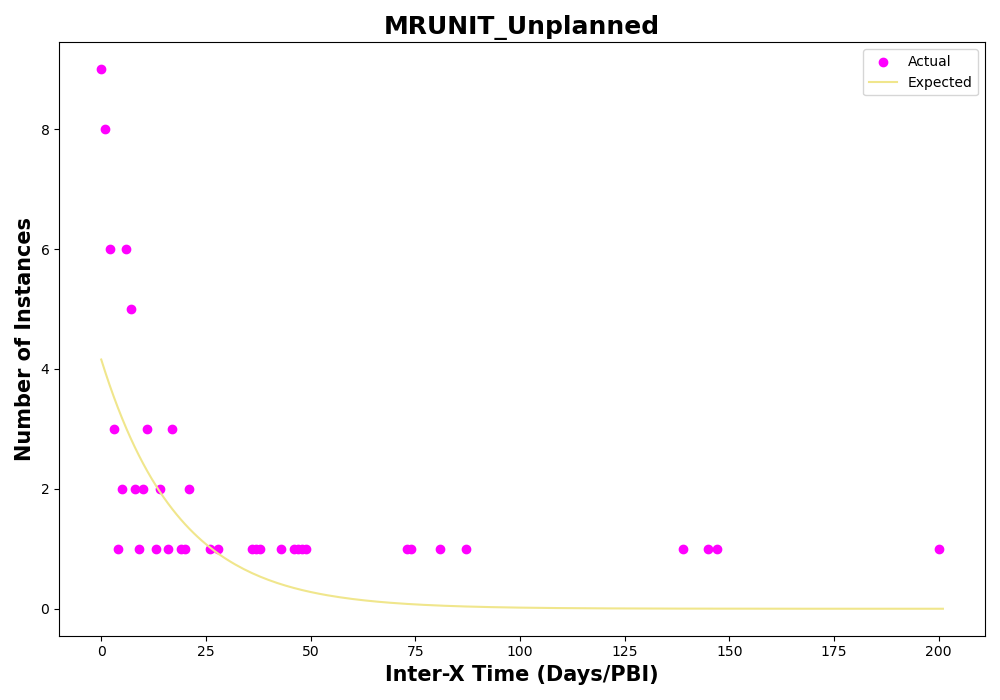 MRUNIT_Unplanned
Actual
Expected
Number of Instances
8
6
4
2
0
0 25 50 75 100 125 150 175 200
Inter-X Time (Days/PBI)